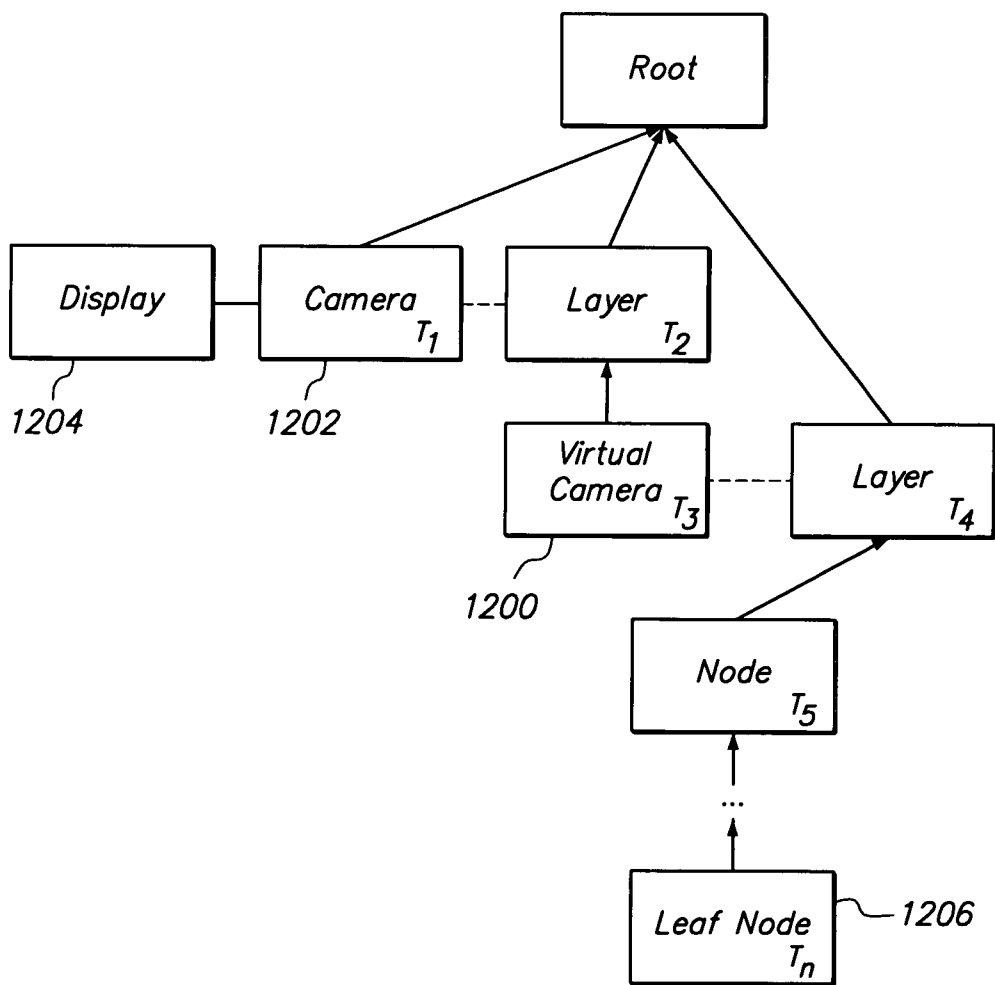 Root
Display
Camera
T1
Layer
T2
1204
1202
Virtual
Camera
T3
Layer
T4
1200
Node
T5
...
Leaf Node
Tn
1206